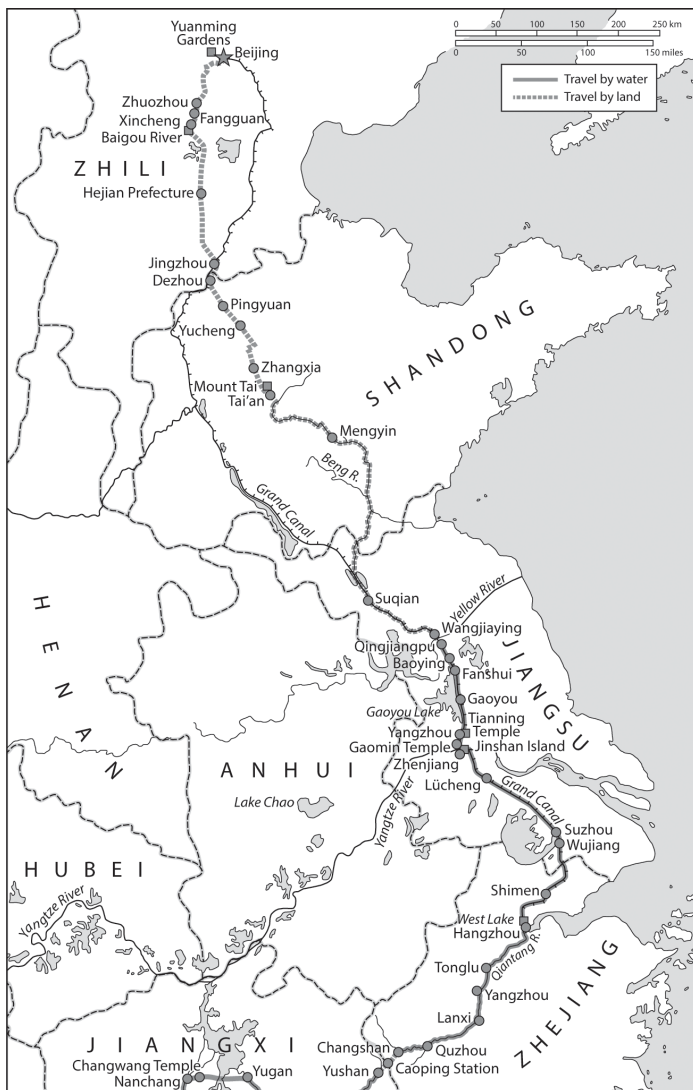 Yuanming
Gardens
Beijing
0 50 100 150 200 250 km
0 50 100 150 miles
Travel by water
Travel by land
Zhuozhou
Fangguan
Xincheng
Baigou River
ZHILI
Hejian Prefecture
Jingzhou
Dezhou
Pingyuan
Yucheng
Zhangxia
Mount Tai
Tai'an
SHANDONG
Mengyin
Beng R.
Grand Canal
Suqian
Yellow River
Wangjiaying
Qingjiangpu
Baoying
Fanshui
HENAN
JIANGSU
Gaoyou
Gaoyou Lake
Tianning
Temple
Yangzhou
Gaomin Temple
Jinshan Island
Zhenjiang
ANHUI
Lücheng
Grand Canal
Lake Chao
Yangtze River
Suzhou
Wujiang
HUBEI
Yangtze River
Shimen
West Lake
Hangzhou
Qiantang R.
Tonglu
Yangzhou
ZHEJIANG
Lanxi
JIANGXI
Changshan
Quzhou
Caoping Station
Yushan
Changwang Temple
Nanchang
Yugan